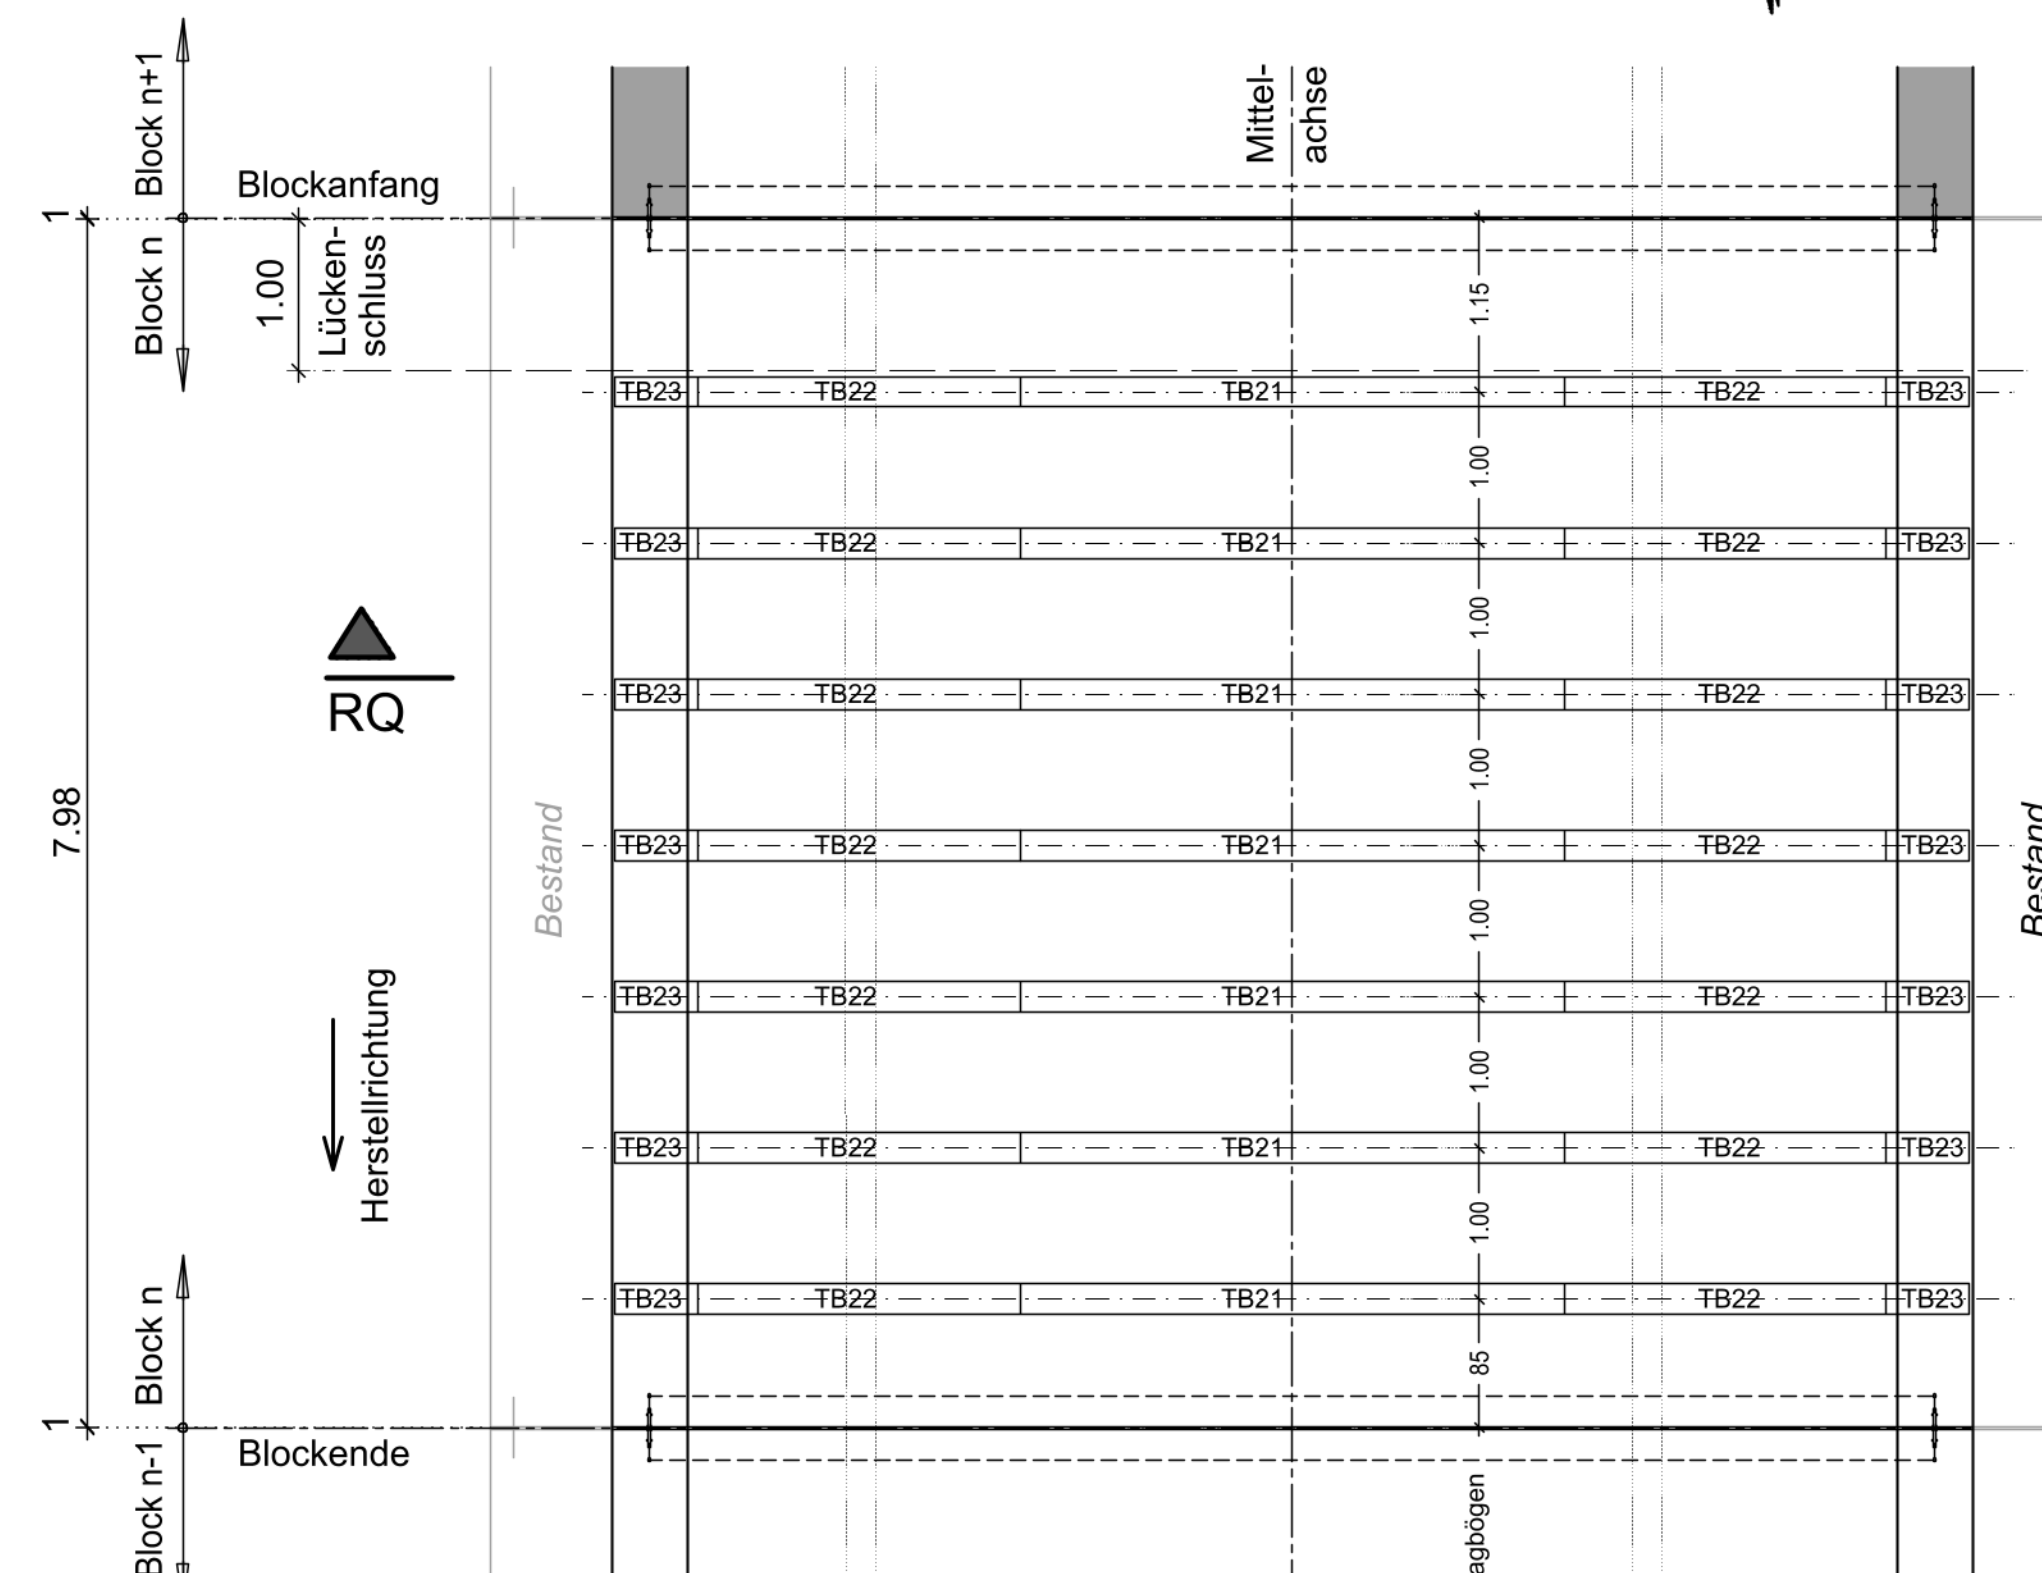 Block n+1
Mittel-
achse
Blockanfang
1
Block n
1.00
Lücken-
schluss
1.15
TB23 TB22 TB21 TB22 TB23
1.00
TB23 TB22 TB21 TB22 TB23
1.00
RQ
TB23 TB22 TB21 TB22 TB23
1.00
7.98
Bestand
Bestand
TB23 TB22 TB21 TB22 TB23
1.00
TB23 TB22 TB21 TB22 TB23
Herstellrichtung
1.00
TB23 TB22 TB21 TB22 TB23
1.00
TB23 TB22 TB21 TB22 TB23
Block n
85
1
Blockende
Block n-1
agbögen